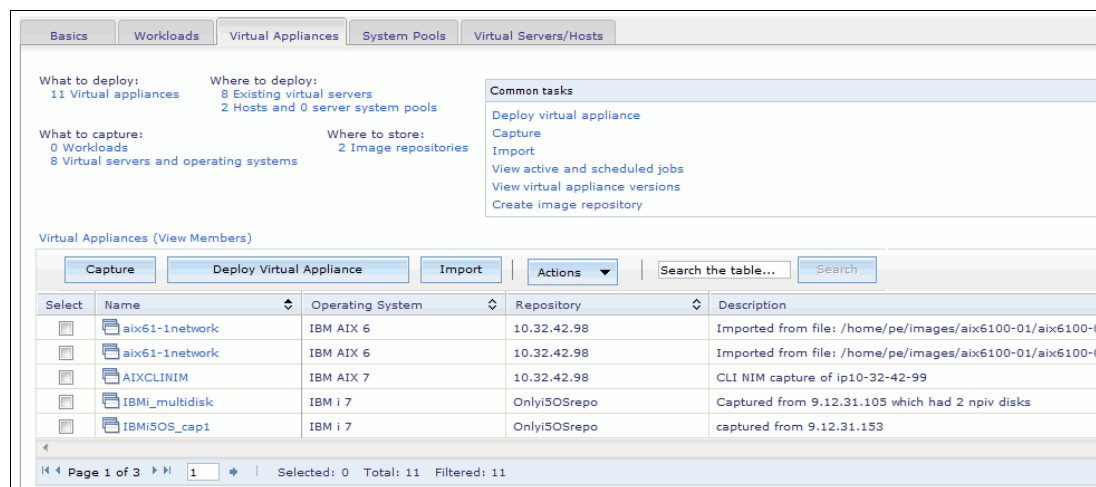 Basics Workloads Virtual Appliances System Pools Virtual Servers/Hosts
What to deploy:
11 Virtual appliances
Where to deploy:
8 Existing virtual servers
2 Hosts and 0 server system pools
What to capture:
0 Workloads
8 Virtual servers and operating systems
Where to store:
2 Image repositories
Common tasks
Deploy virtual appliance
Capture
Import
View active and scheduled jobs
View virtual appliance versions
Create image repository
Virtual Appliances (View Members)
Capture Deploy Virtual Appliance Import Actions Search the table... Search
Select Name Operating System Repository Description
aix61-1network IBM AIX 6 10.32.42.98 Imported from file: /home/pe/images/aix6100-01/aix6100-
aix61-1network IBM AIX 6 10.32.42.98 Imported from file: /home/pe/images/aix6100-01/aix6100-
AIXCLINIM IBM AIX 7 10.32.42.98 CLI NIM capture of ip10-32-42-99
IBMi_multidisk IBM i 7 Onlyi5OSrepo Captured from 9.12.31.105 which had 2 npiv disks
IBMi5OS_cap1 IBM i 7 Onlyi5OSrepo captured from 9.12.31.153
Page 1 of 3 1 Selected: 0 Total: 11 Filtered: 11